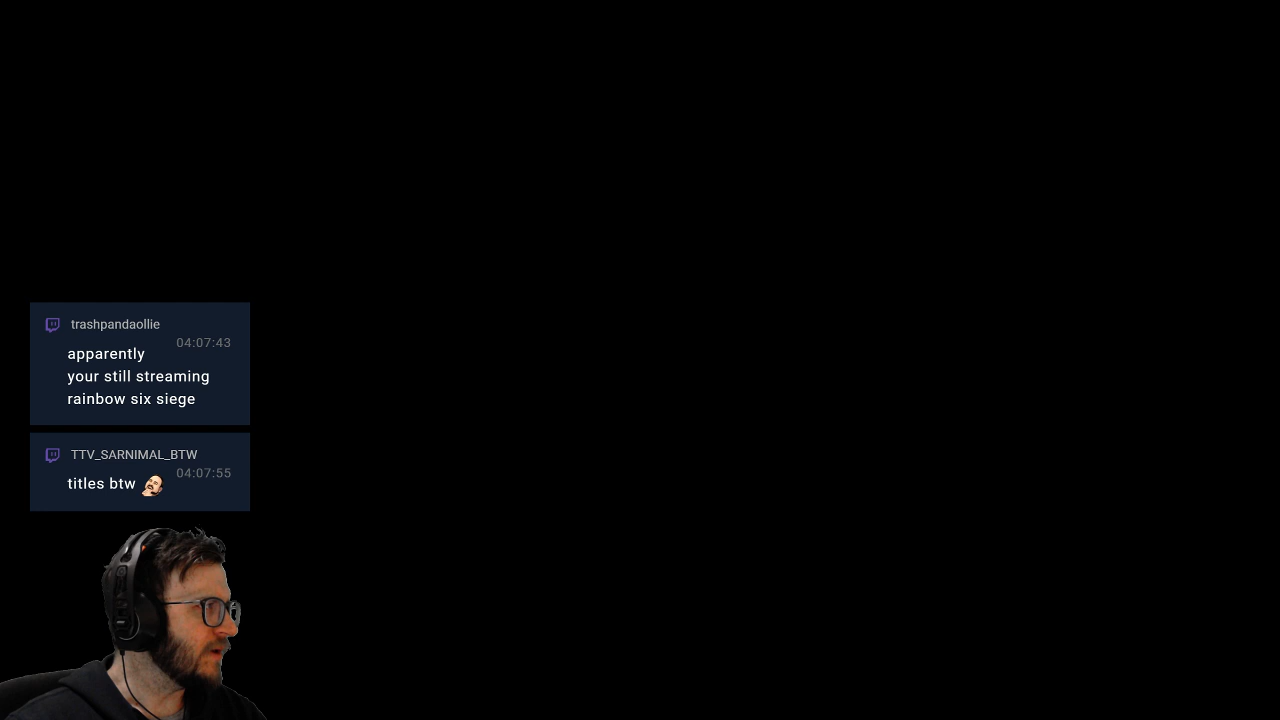 trashpandaollie
04:07:43
apparently
your still streaming
rainbow six siege
TTV_SARNIMAL_BTW
04:07:55
titles btw